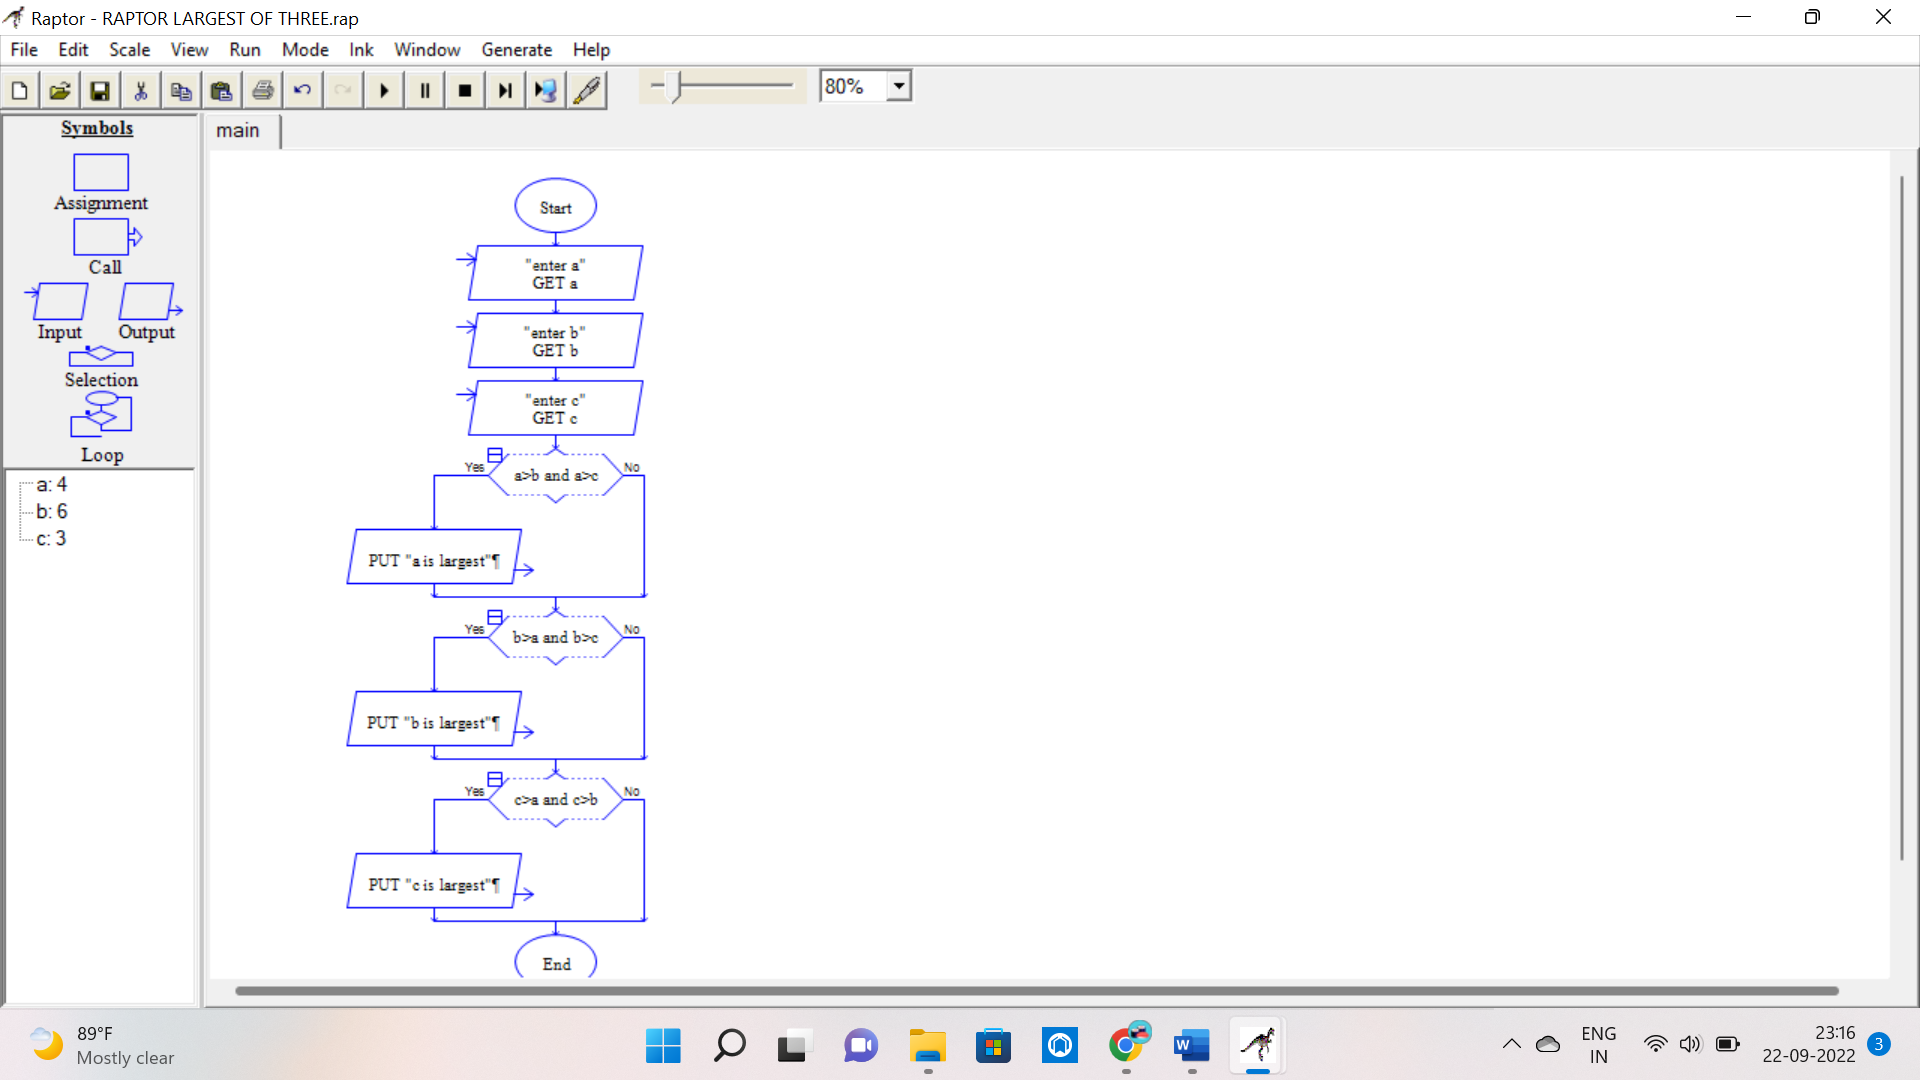 Raptor - RAPTOR LARGEST OF THREE.rap
File Edit Scale View Run Mode Ink Window Generate Help
80%
Symbols
Assignment
Call
Input Output
Selection
Loop
a: 4
b: 6
c: 3
main
Start
"enter a"
GET a
"enter b"
GET b
"enter c"
GET c
Yes a>b and a>c No
PUT "a is largest"¶
Yes b>a and b>c No
PUT "b is largest"¶
Yes c>a and c>b No
PUT "c is largest"¶
End
89°F
Mostly clear
W
ENG
IN
23:16
22-09-2022
3